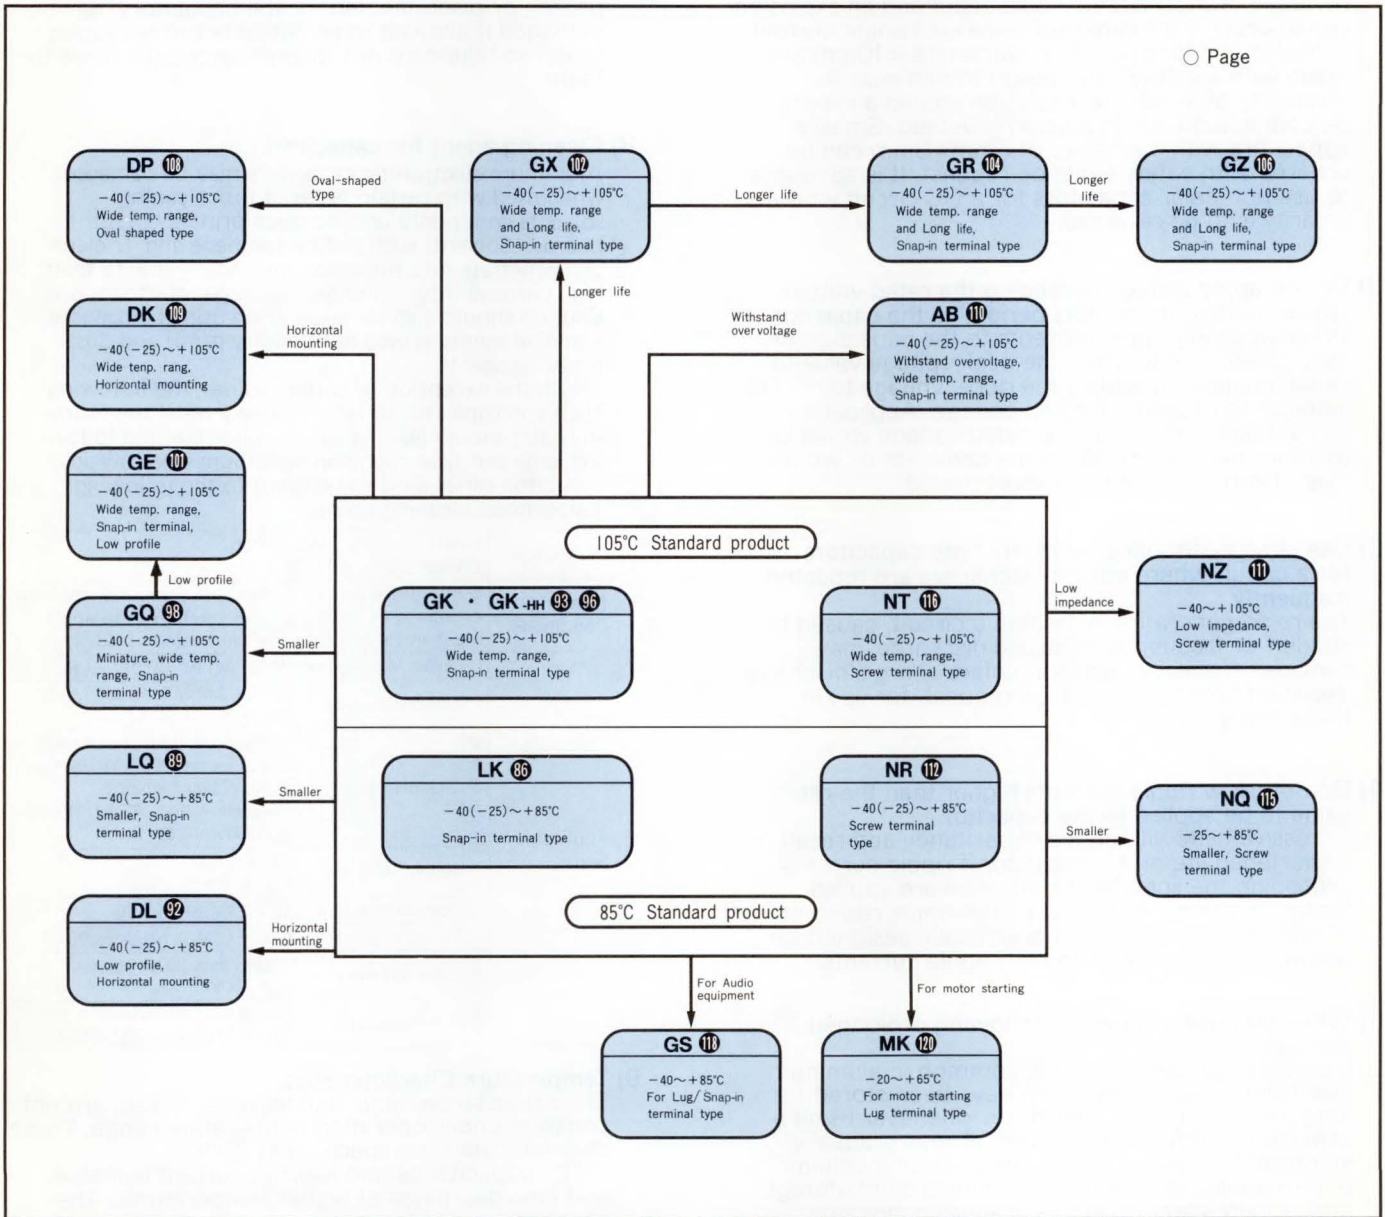 ○ Page
DP 108
−40(−25)～+105℃
Wide temp. range,
Oval shaped type
Oval-shaped
type
GX 102
−40(−25)～+105℃
Wide temp. range
and Long life,
Snap-in terminal type
Longer life
GR 104
−40(−25)～+105℃
Wide temp. range
and Long life,
Snap-in terminal type
Longer
life
GZ 106
−40(−25)～+105℃
Wide temp. range
and Long life,
Snap-in terminal type
Longer life
DK 109
−40(−25)～+105℃
Wide tenp. rang,
Horizontal mounting
Horizontal
mounting
Withstand
overvoltage
AB 110
−40(−25)～+105℃
Withstand overvoltage,
wide temp. range,
Snap-in terminal type
GE 101
−40(−25)～+105℃
Wide temp. range,
Snap-in terminal,
Low profile
Low profile
105℃ Standard product
GQ 98
−40(−25)～+105℃
Miniature, wide temp.
range, Snap-in
terminal type
Smaller
GK · GK-HH 93 96
−40(−25)～+105℃
Wide temp. range,
Snap-in terminal type
NT 116
−40(−25)～+105℃
Wide temp. range,
Screw terminal type
Low
impedance
NZ 111
−40～+105℃
Low impedance,
Screw terminal type
LQ 89
−40(−25)～+85℃
Smaller, Snap-in
terminal type
Smaller
LK 86
−40(−25)～+85℃
Snap-in terminal type
NR 112
−40(−25)～+85℃
Screw terminal
type
Smaller
NQ 115
−25～+85℃
Smaller, Screw
terminal type
DL 92
−40(−25)～+85℃
Low profile,
Horizontal mounting
Horizontal
mounting
85℃ Standard product
For Audio
equipment
For motor starting
GS 118
−40～+85℃
For Lug/Snap-in
terminal type
MK 120
−20～+65℃
For motor starting
Lug terminal type